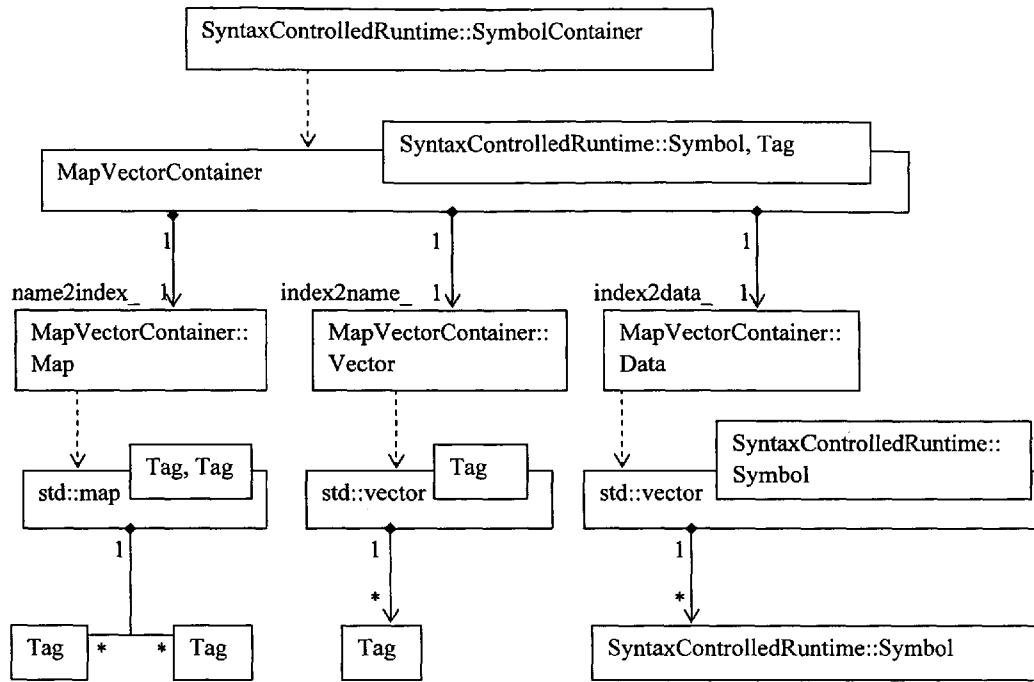 SyntaxControlledRuntime::SymbolContainer
SyntaxControlledRuntime::Symbol, Tag
MapVectorContainer
1
1
1
name2index_ 1
index2name_ 1
index2data_ 1
MapVectorContainer::
Map
MapVectorContainer::
Vector
MapVectorContainer::
Data
Tag, Tag
std::map
Tag
std::vector
SyntaxControlledRuntime::
Symbol
std::vector
1
1
1
*
*
Tag
*
*
Tag
Tag
SyntaxControlledRuntime::Symbol